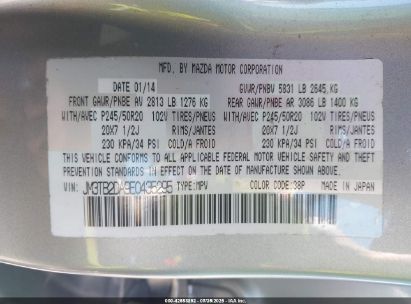 MFD. BY MAZDA MOTOR CORPORATION
DATE 01/14 GVWR/PNBV 5831 LB 2645 KG
FRONT GAWR/PNBE AV 2813 LB 1276 KG REAR GAWR/PNBE AR 3086 LB 1400 KG
WITH/AVEC P245/50R20 102V TIRES/PNEUS WITH/AVEC P245/50R20 102V TIRES/PNEUS
20X7 1/2J RIMS/JANTES 20X7 1/2J RIMS/JANTES
230 KPA/34 PSI COLD/A FROID 230 KPA/34 PSI COLD/A FROID
THIS VEHICLE CONFORMS TO ALL APPLICABLE FEDERAL MOTOR
VEHICLE SAFETY, BUMPER, AND THEFT PREVENTION STANDARDS IN EFFECT ON
THE DATE OF MANUFACTURE SHOWN ABOVE.
VIN: TYPE:MPV COLOR CODE:38P MADE IN JAPAN